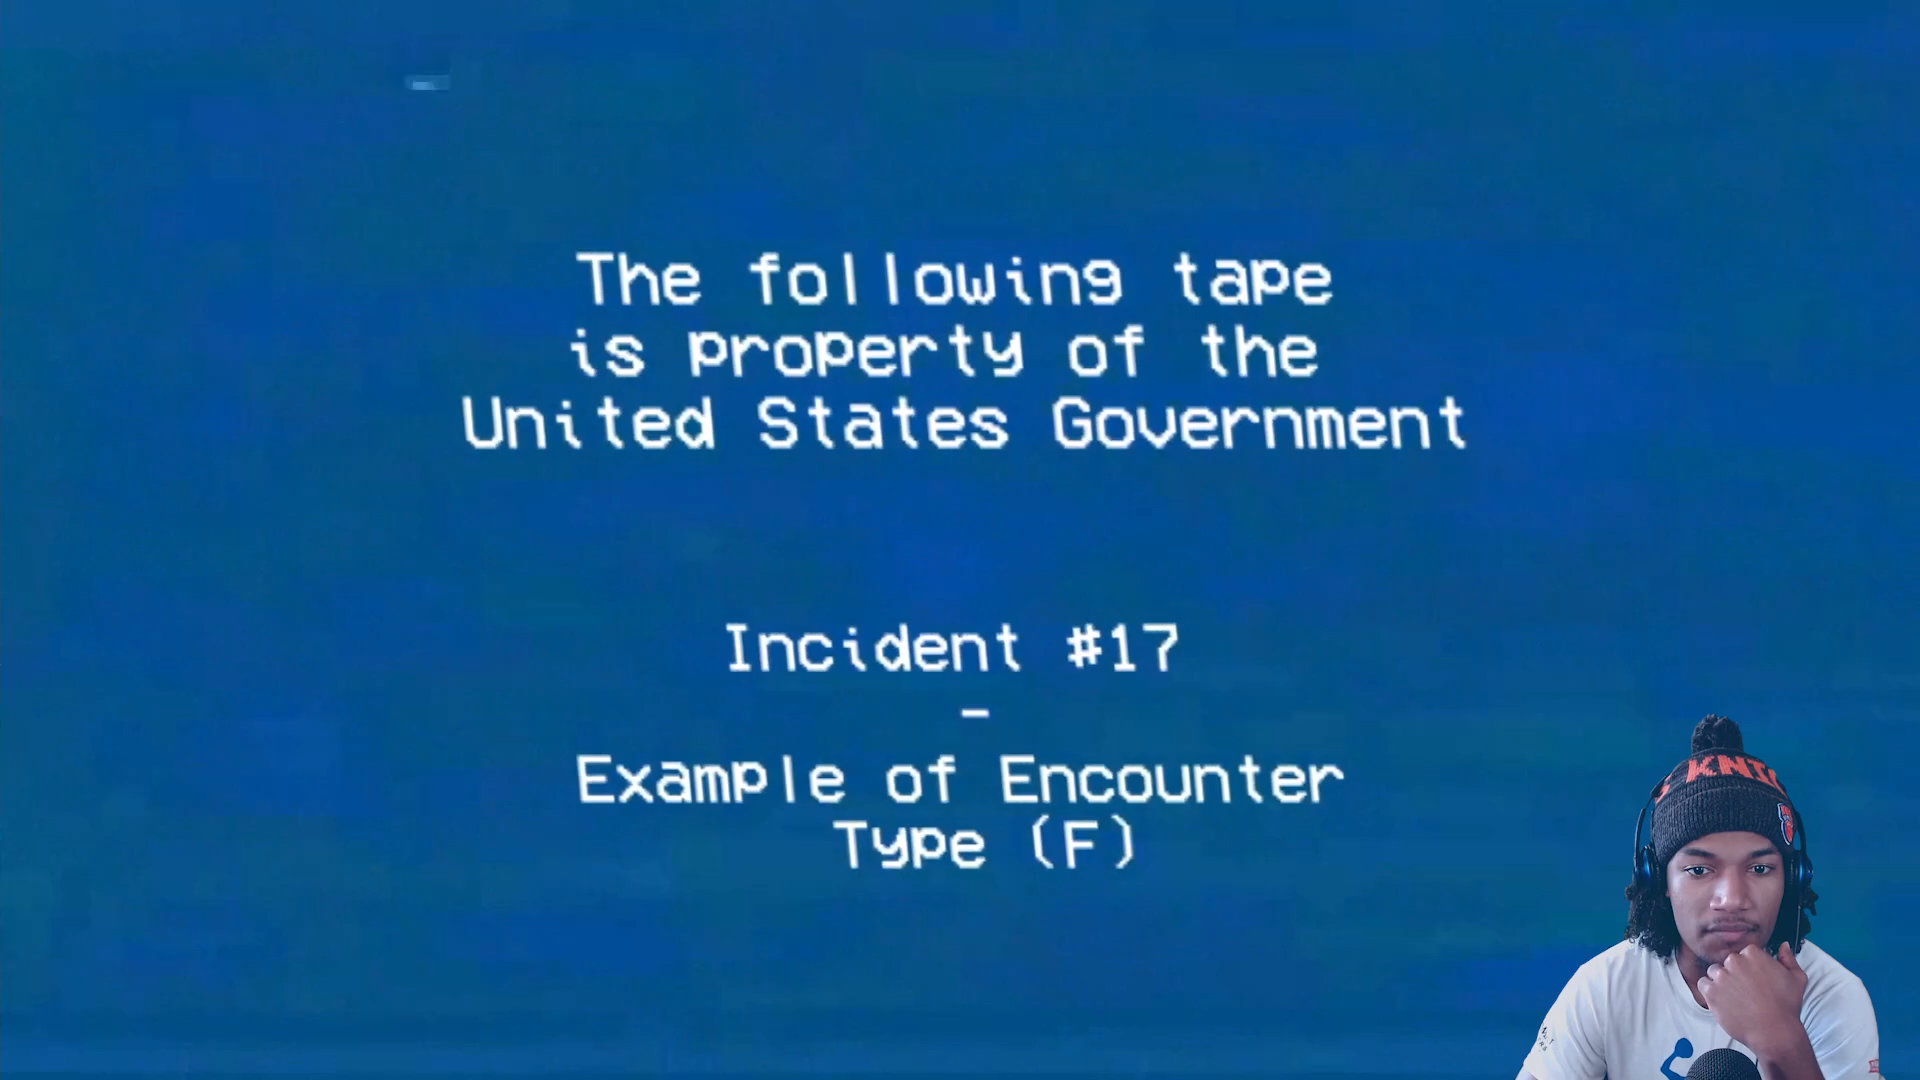 The following tape
is property of the
United States Government
Incident #17
-
Example of Encounter
Type (F)